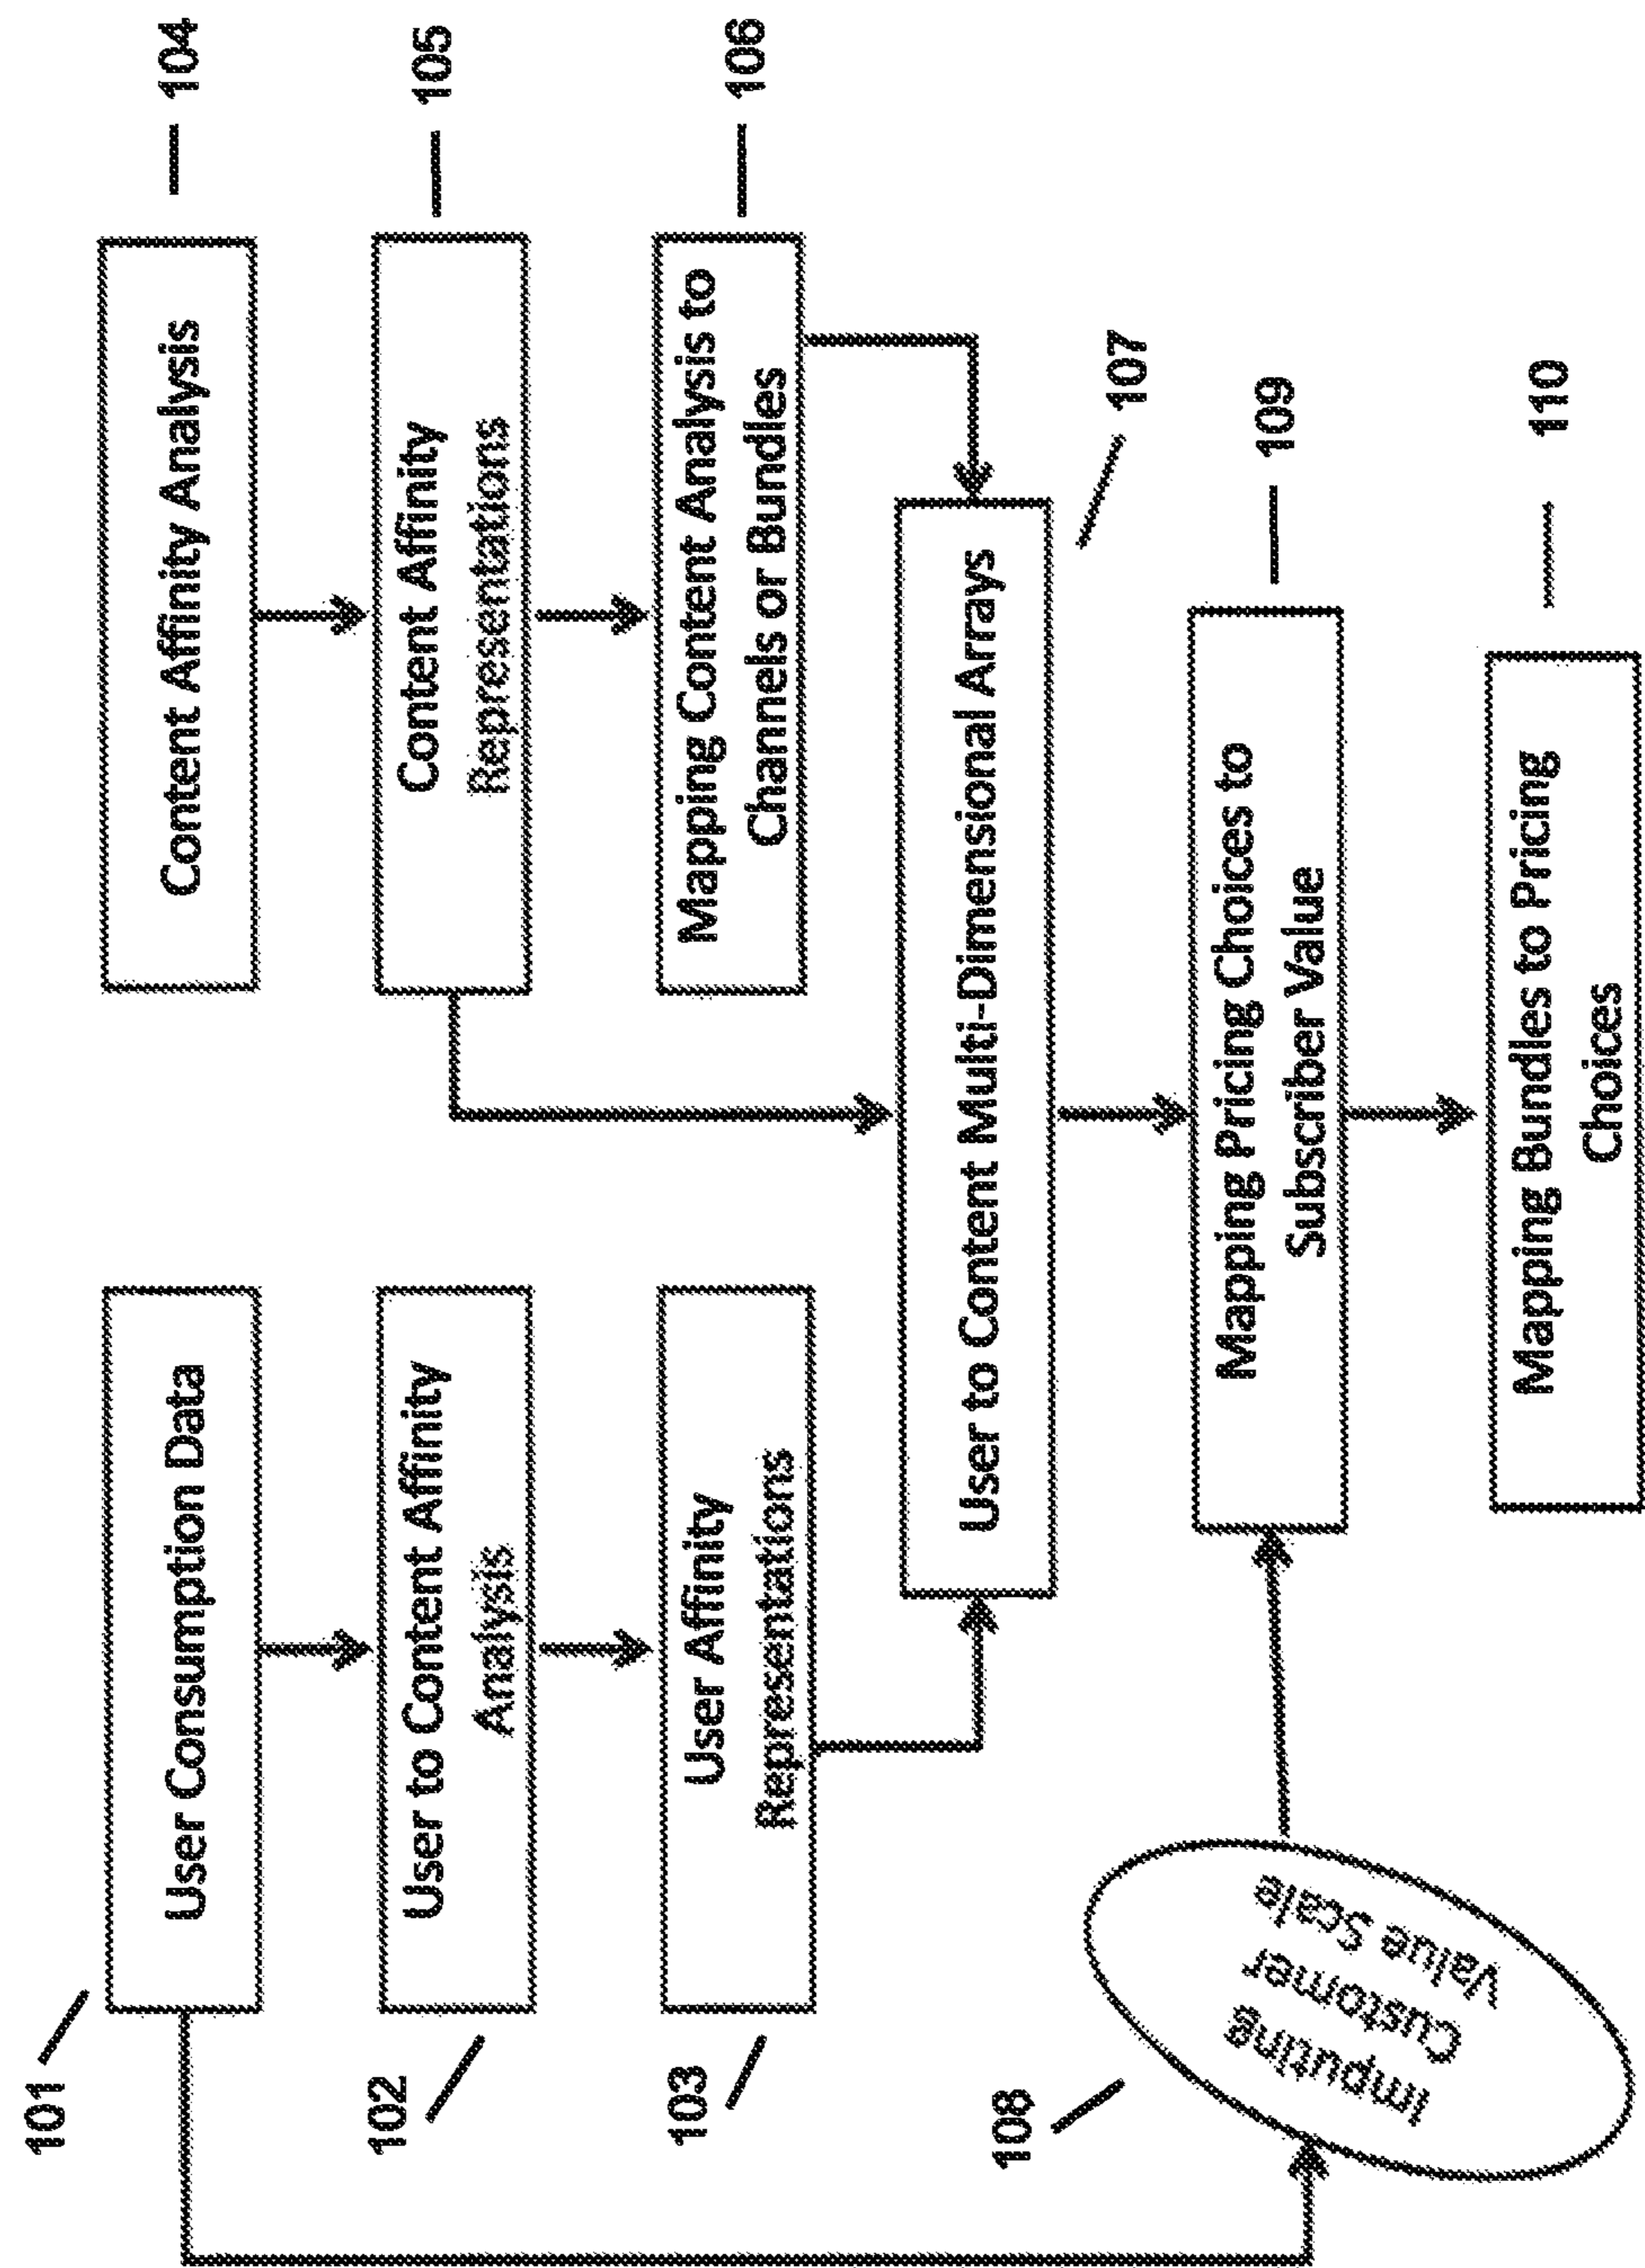 101
User Consumption Data
102
User to Content Affinity
Analysis
103
User Affinity
Representations
104
Content Affinity Analysis
105
Content Affinity
Representations
106
Mapping Content Analysis to
Channels or Bundles
107
User to Content Multi-Dimensional Arrays
108
Imputing
Customer
Value Scale
109
Mapping Pricing Choices to
Subscriber Value
110
Mapping Bundles to Pricing
Choices